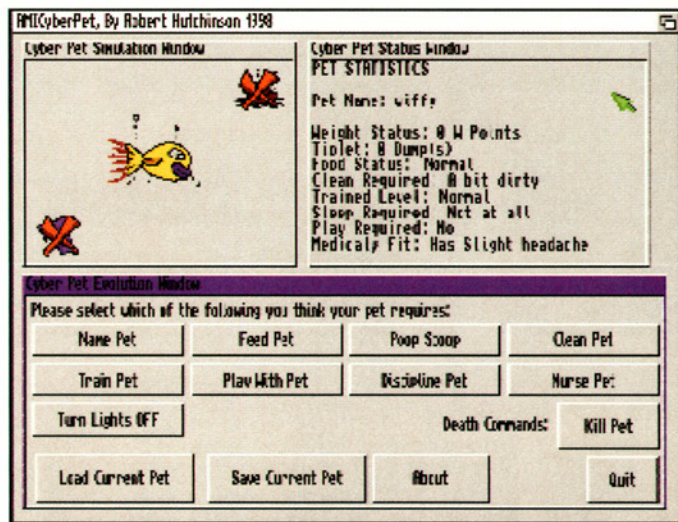 AMICyberPet, By Robert Hutchinson 1998
Cyber Pet Simulation Window
Cyber Pet Status Window
PET STATISTICS
Pet Name: wiffy
Weight Status: 0 W Points
Tiolet: 0 Dump(s)
Food Status: Normal
Clean Required A bit dirty
Trained Level: Normal
Sleep Required Not at all
Play Required: No
Medicaly Fit: Has Slight headache
Cyber Pet Evolution Window
Please select which of the following you think your pet requires:
Name Pet Feed Pet Poop Scoop Clean Pet
Train Pet Play With Pet Discipline Pet Nurse Pet
Turn Lights OFF Death Commands: Kill Pet
Load Current Pet Save Current Pet About Quit